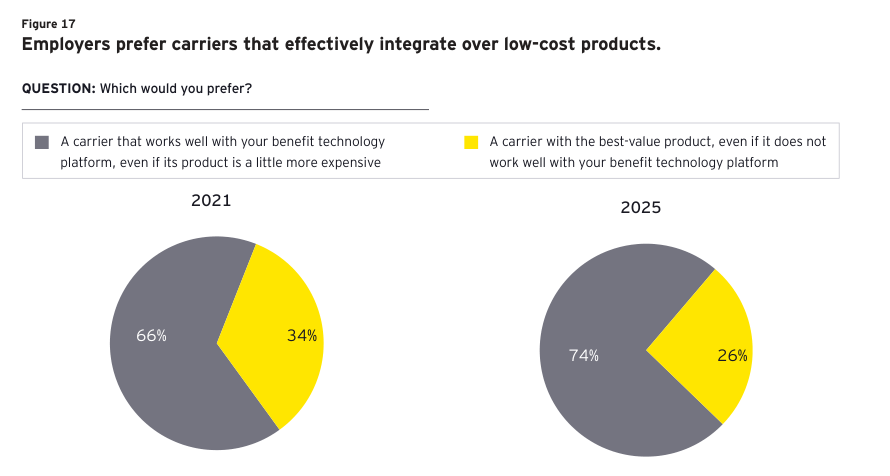 Figure 17
Employers prefer carriers that effectively integrate over low-cost products.
QUESTION: Which would you prefer?
A carrier that works well with your benefit technology
platform, even if its product is a little more expensive
A carrier with the best-value product, even if it does not
work well with your benefit technology platform
2021
66%
34%
2025
74%
26%